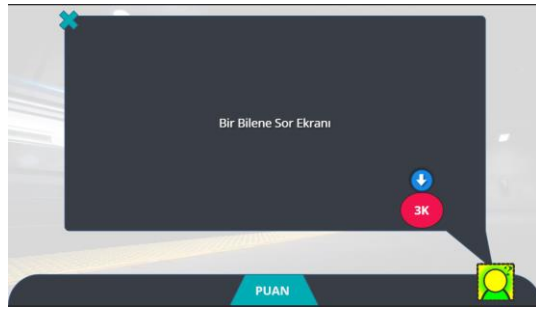 Bir Bilene Sor Ekranı
3K
PUAN